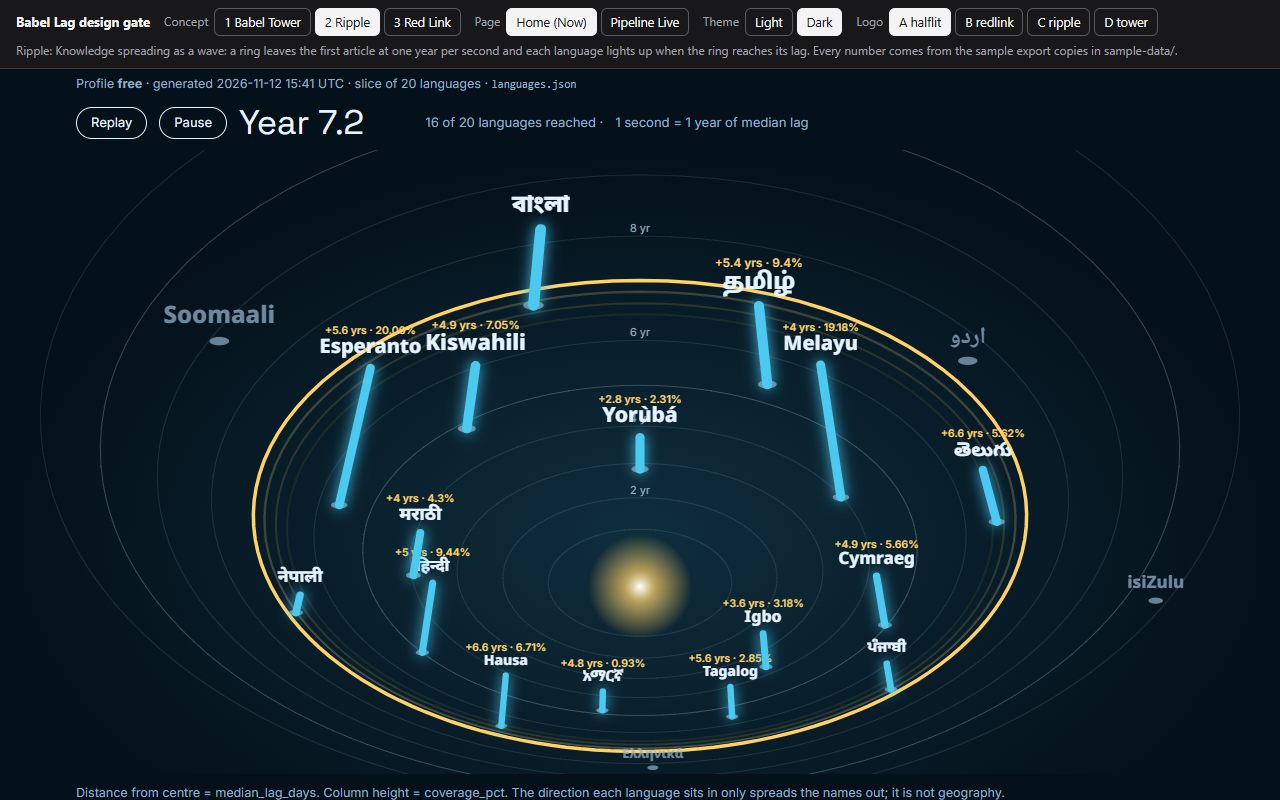 Babel Lag design gate Concept 1 Babel Tower 2 Ripple 3 Red Link Page Home (Now) Pipeline Live Theme Light Dark Logo A halflit B redlink C ripple D tower
Ripple: Knowledge spreading as a wave: a ring leaves the first article at one year per second and each language lights up when the ring reaches its lag. Every number comes from the sample export copies in sample-data/.
Profile free · generated 2026-11-12 15:41 UTC · slice of 20 languages · languages.json
Replay Pause Year 7.2 16 of 20 languages reached · 1 second = 1 year of median lag
বাংলা
8 yr
+5.4 yrs · 9.4%
தமிழ்
Soomaali
+5.6 yrs · 20.06%
Esperanto
+4.9 yrs · 7.05%
Kiswahili
6 yr
+4 yrs · 19.18%
Melayu
اردو
+2.8 yrs · 2.31%
Yorùbá
+6.6 yrs · 5.62%
తెలుగు
2 yr
+4 yrs · 4.3%
मराठी
+5 yrs · 9.44%
हिन्दी
+4.9 yrs · 5.66%
Cymraeg
नेपाली
isiZulu
+3.6 yrs · 3.18%
Igbo
ਪੰਜਾਬੀ
+6.6 yrs · 6.71%
Hausa
+4.8 yrs · 0.93%
አማርኛ
+5.6 yrs · 2.85%
Tagalog
Ελληνικά
Distance from centre = median_lag_days. Column height = coverage_pct. The direction each language sits in only spreads the names out; it is not geography.